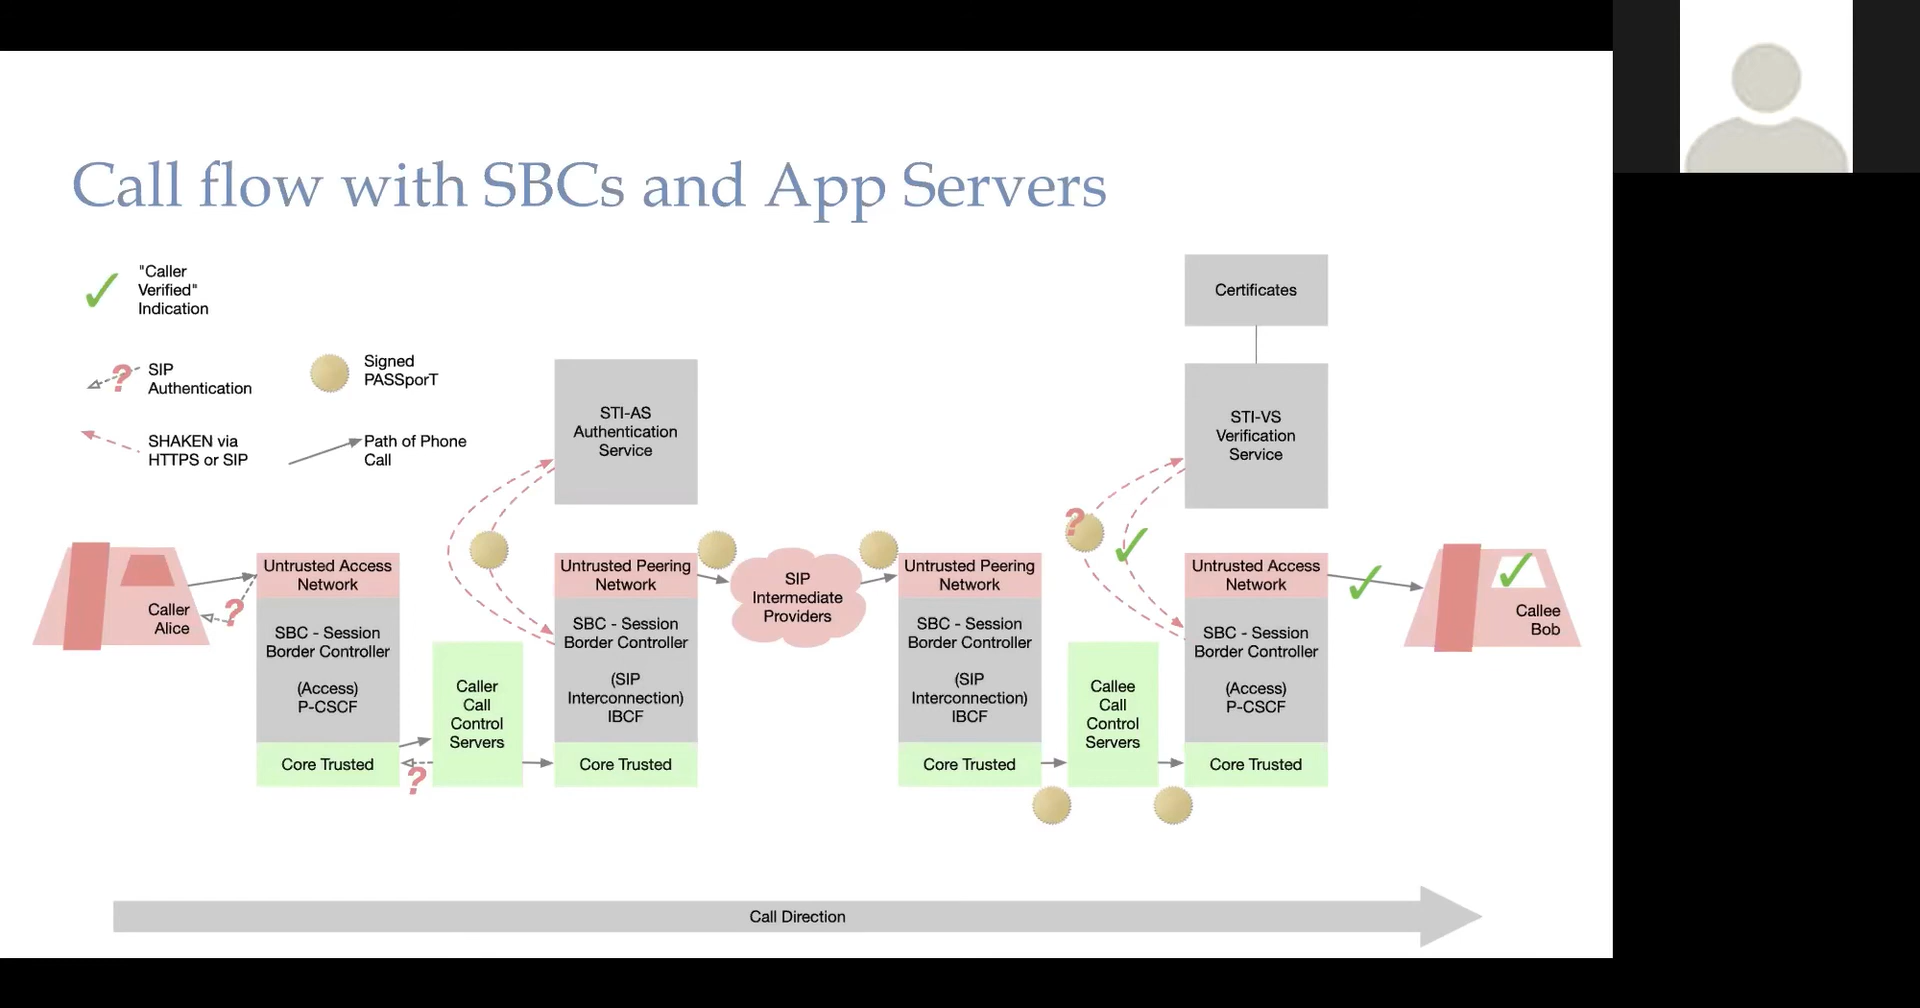 Call flow with SBCs and App Servers
"Caller
Verified"
Indication
SIP
Authentication
Signed
PASSporT
SHAKEN via
HTTPS or SIP
Path of Phone
Call
Certificates
STI-AS
Authentication
Service
STI-VS
Verification
Service
Caller
Alice
?
Untrusted Access
Network
SBC - Session
Border Controller
(Access)
P-CSCF
Core Trusted
?
Caller
Call
Control
Servers
Untrusted Peering
Network
SBC - Session
Border Controller
(SIP
Interconnection)
IBCF
Core Trusted
SIP
Intermediate
Providers
Untrusted Peering
Network
SBC - Session
Border Controller
(SIP
Interconnection)
IBCF
Core Trusted
Callee
Call
Control
Servers
?
Untrusted Access
Network
SBC - Session
Border Controller
(Access)
P-CSCF
Core Trusted
Callee
Bob
Call Direction